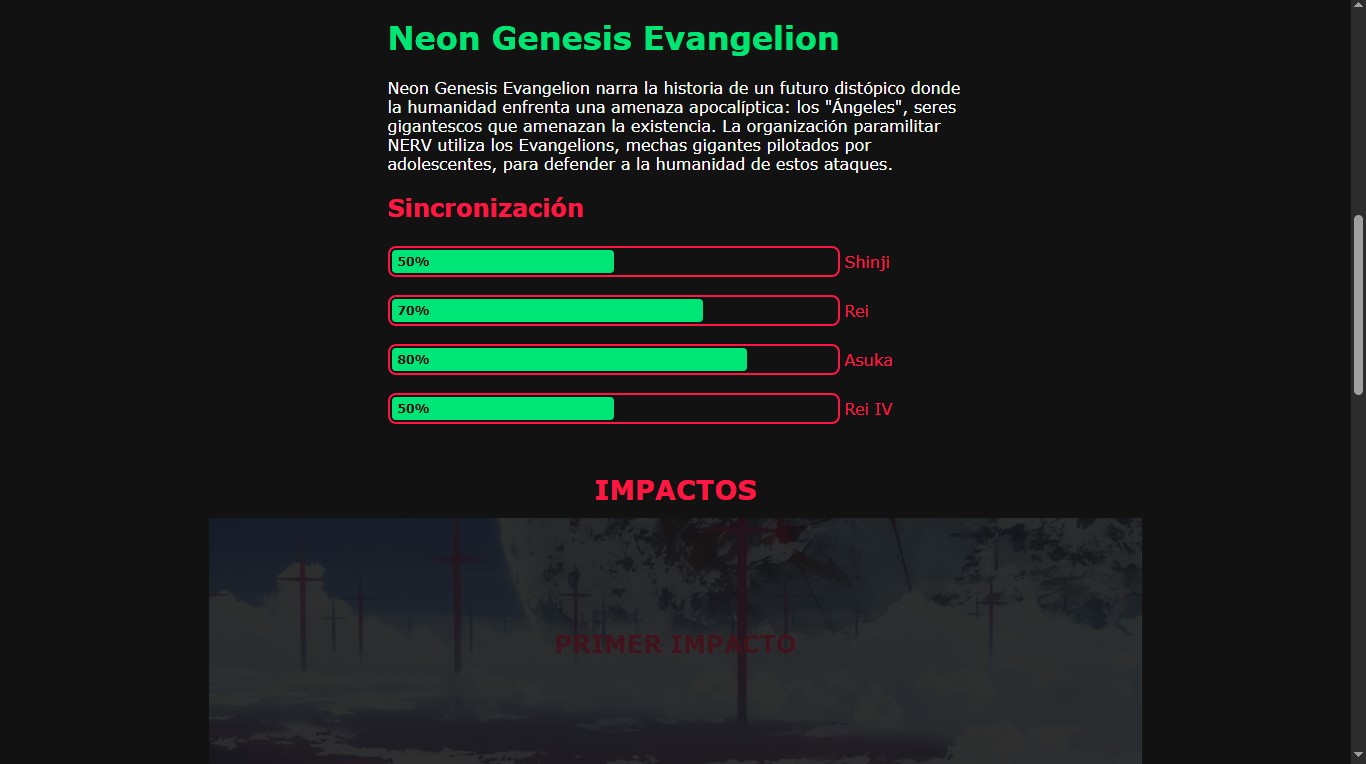 Neon Genesis Evangelion
Neon Genesis Evangelion narra la historia de un futuro distópico donde
la humanidad enfrenta una amenaza apocalíptica: los "Ángeles", seres
gigantescos que amenazan la existencia. La organización paramilitar
NERV utiliza los Evangelions, mechas gigantes pilotados por
adolescentes, para defender a la humanidad de estos ataques.
Sincronización
50% Shinji
70% Rei
80% Asuka
50% Rei IV
IMPACTOS
PRIMER IMPACTO